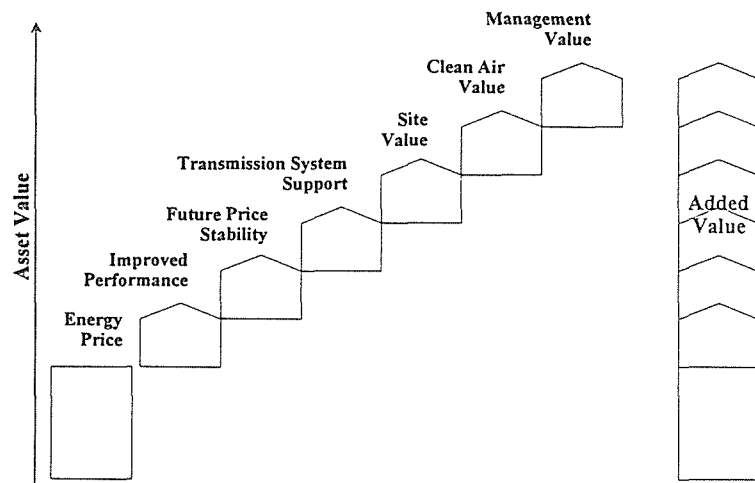 Management
Value
Clean Air
Value
Site
Value
Transmission System
Support
Future Price
Stability
Improved
Performance
Energy
Price
Asset Value
Added
Value